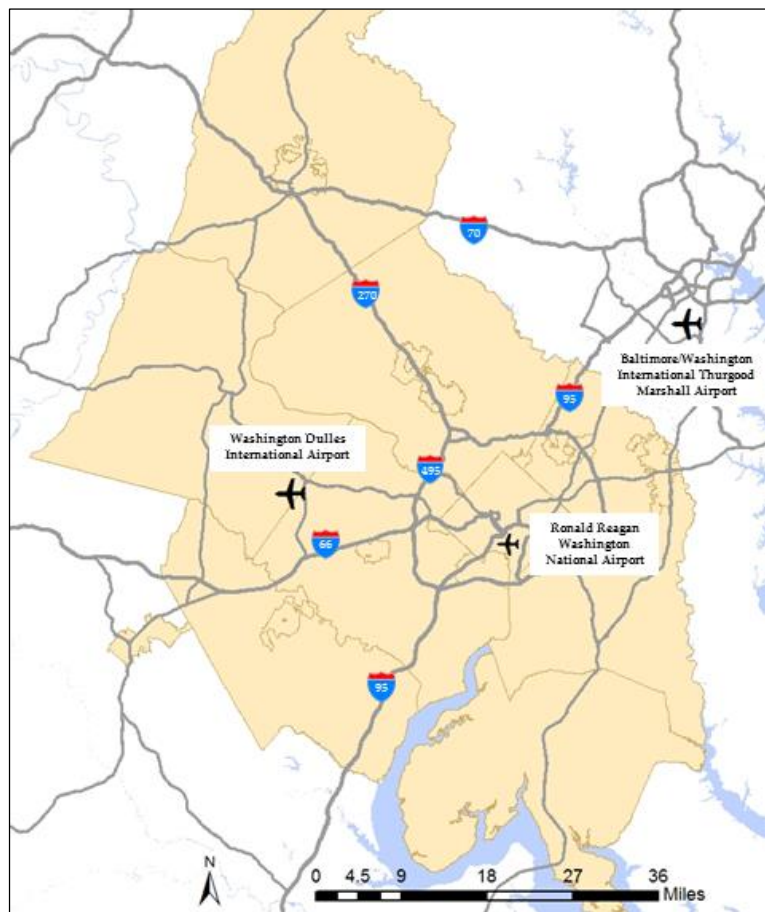 70
270
Baltimore/Washington
International Thurgood
Marshall Airport
95
Washington Dulles
International Airport
495
Ronald Reagan
Washington
National Airport
66
95
N
0 4.5 9 18 27 36
Miles